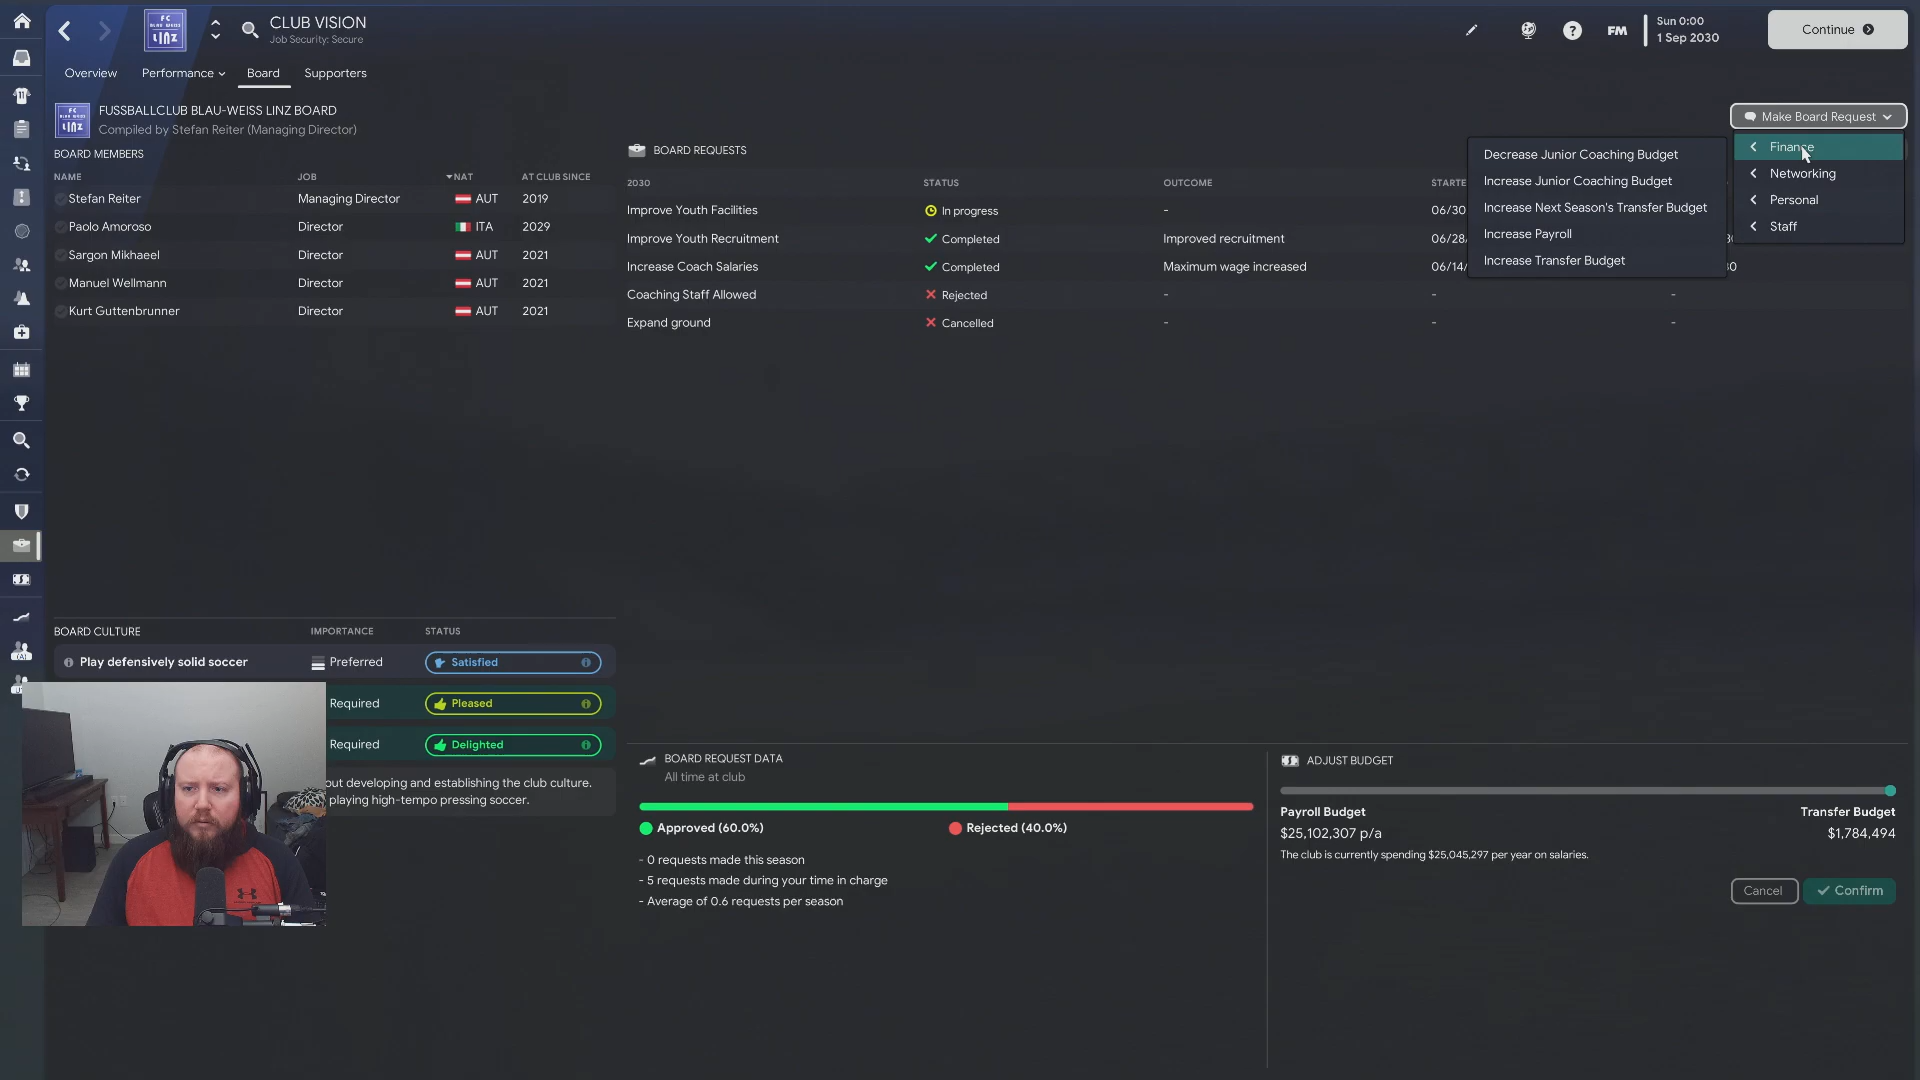 CLUB VISION
Job Security: Secure
FM
Sun 0:00
1 Sep 2030
Continue
Overview
Performance
Board
Supporters
FUSSBALLCLUB BLAU-WEISS LINZ BOARD
Compiled by Stefan Reiter (Managing Director)
Make Board Request
Finance
Networking
Personal
Staff
Decrease Junior Coaching Budget
Increase Junior Coaching Budget
Increase Next Season's Transfer Budget
Increase Payroll
Increase Transfer Budget
BOARD MEMBERS
NAME JOB NAT AT CLUB SINCE
Stefan Reiter Managing Director AUT 2019
Paolo Amoroso Director ITA 2029
Sargon Mikhaeel Director AUT 2021
Manuel Wellmann Director AUT 2021
Kurt Guttenbrunner Director AUT 2021
BOARD REQUESTS
2030 STATUS OUTCOME STARTE
Improve Youth Facilities In progress - 06/30
Improve Youth Recruitment Completed Improved recruitment 06/28/
Increase Coach Salaries Completed Maximum wage increased 06/14/ 30
Coaching Staff Allowed Rejected - - -
Expand ground Cancelled - - -
BOARD CULTURE IMPORTANCE STATUS
Play defensively solid soccer Preferred Satisfied
Required Pleased
Required Delighted
out developing and establishing the club culture.
playing high-tempo pressing soccer.
BOARD REQUEST DATA
All time at club
Approved (60.0%) Rejected (40.0%)
- 0 requests made this season
- 5 requests made during your time in charge
- Average of 0.6 requests per season
ADJUST BUDGET
Payroll Budget Transfer Budget
$25,102,307 p/a $1,784,494
The club is currently spending $25,045,297 per year on salaries.
Cancel Confirm